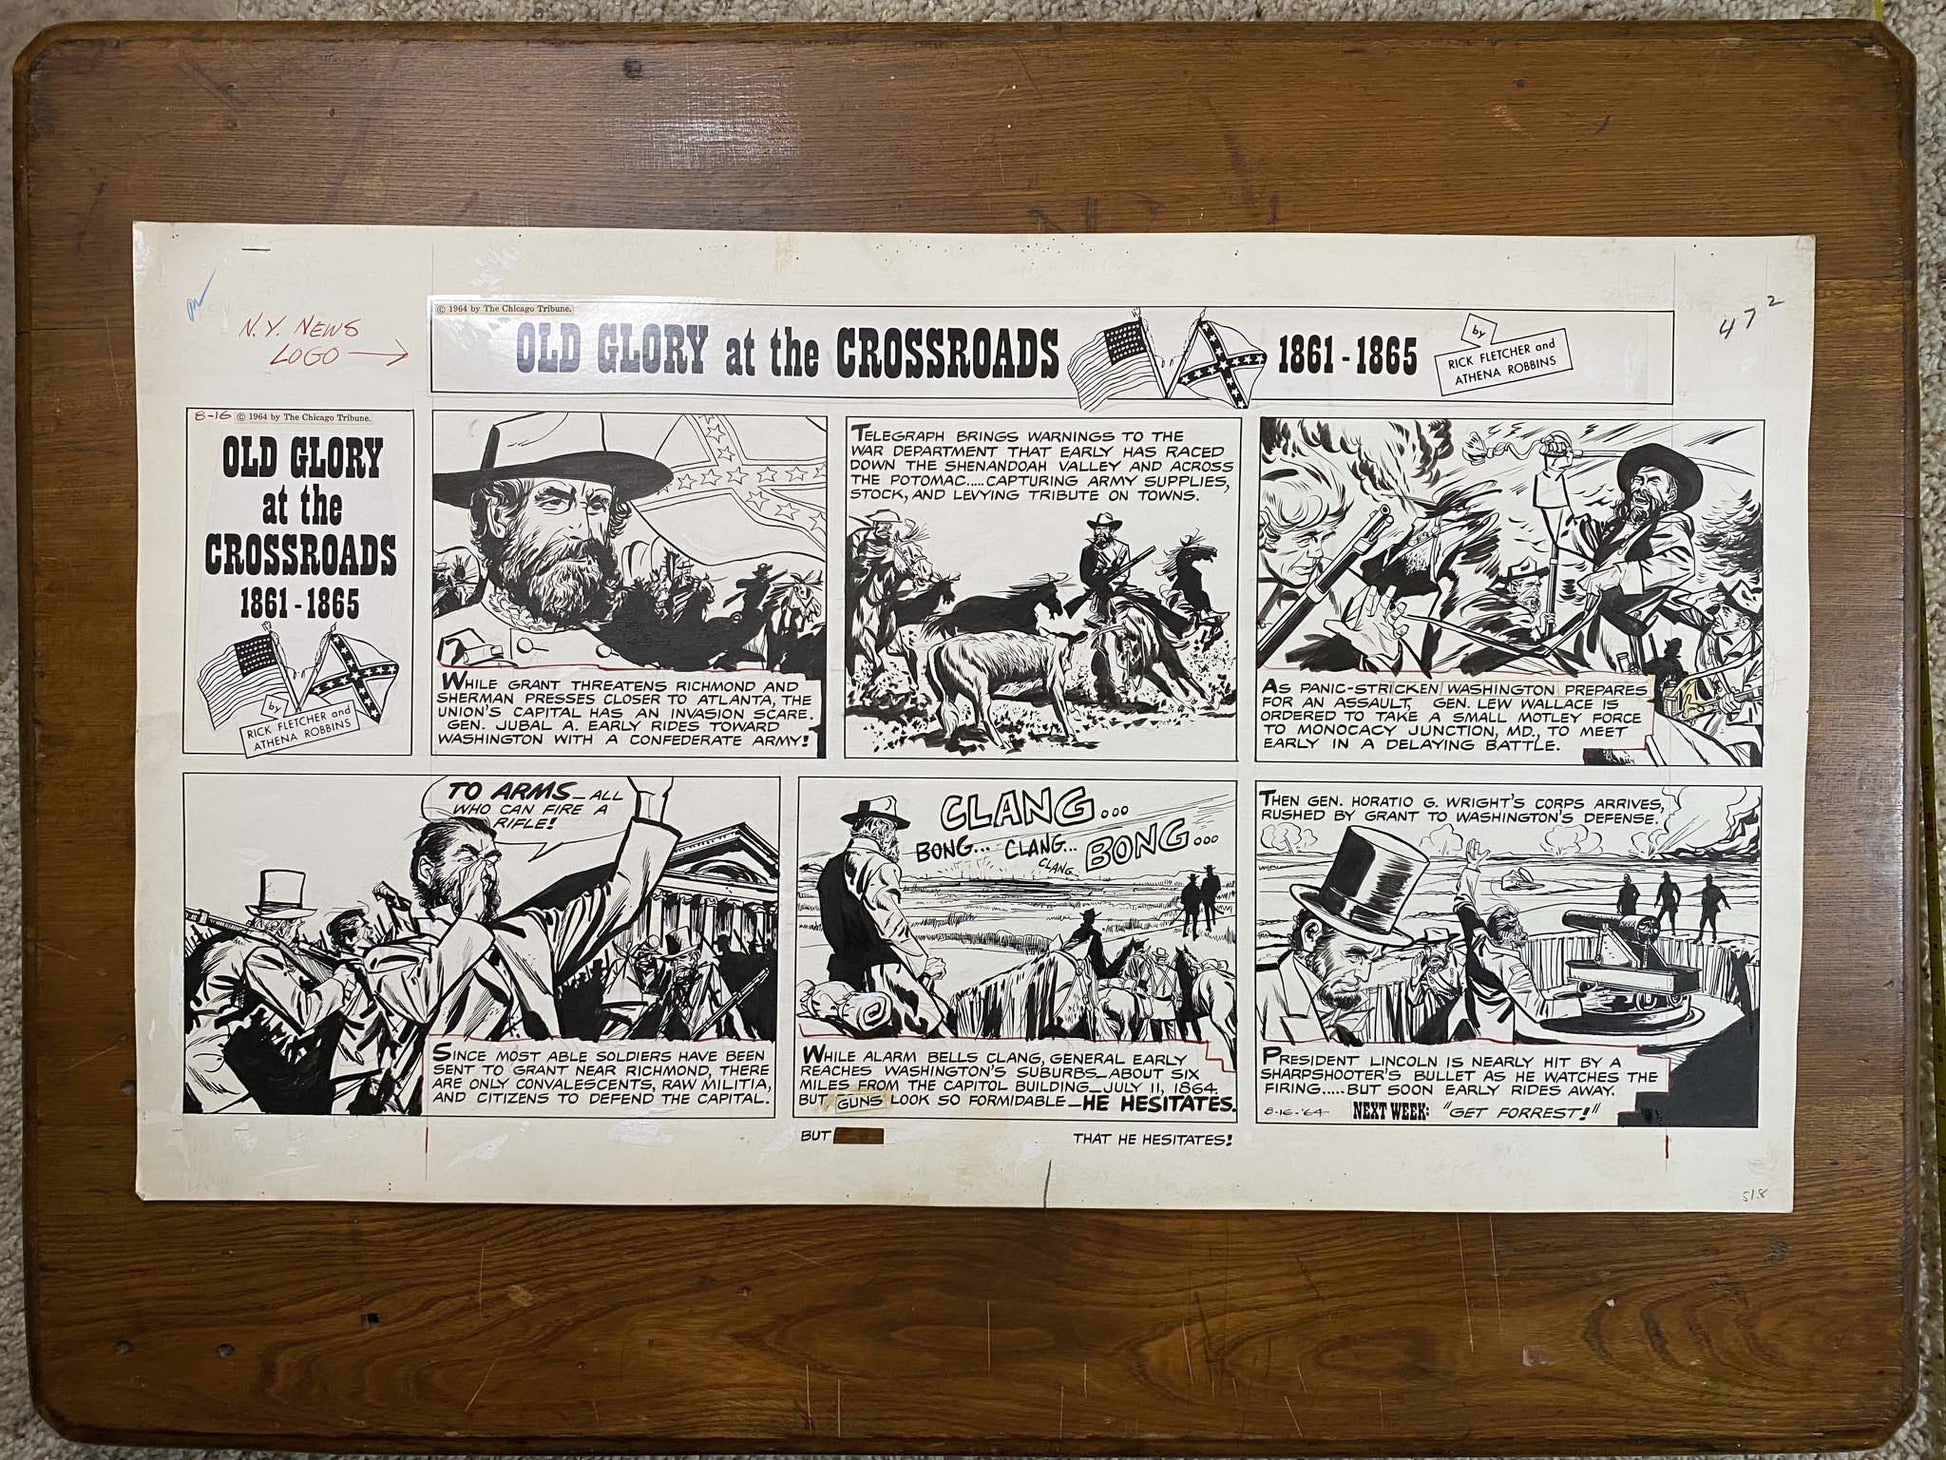 N.Y. NEWS
LOGO
© 1964 by The Chicago Tribune.
OLD GLORY at the CROSSROADS 1861-1865
by
RICK FLETCHER and
ATHENA ROBBINS
47 2
8-16 © 1964 by The Chicago Tribune.
OLD GLORY
at the
CROSSROADS
1861-1865
by
RICK FLETCHER and
ATHENA ROBBINS
WHILE GRANT THREATENS RICHMOND AND
SHERMAN PRESSES CLOSER TO ATLANTA, THE
UNION'S CAPITAL HAS AN INVASION SCARE.
GEN. JUBAL A. EARLY RIDES TOWARD
WASHINGTON WITH A CONFEDERATE ARMY!
TELEGRAPH BRINGS WARNINGS TO THE
WAR DEPARTMENT THAT EARLY HAS RACED
DOWN THE SHENANDOAH VALLEY AND ACROSS
THE POTOMAC.....CAPTURING ARMY SUPPLIES,
STOCK, AND LEVYING TRIBUTE ON TOWNS.
AS PANIC-STRICKEN WASHINGTON PREPARES
FOR AN ASSAULT, GEN. LEW WALLACE IS
ORDERED TO TAKE A SMALL MOTLEY FORCE
TO MONOCACY JUNCTION, MD., TO MEET
EARLY IN A DELAYING BATTLE.
TO ARMS_ALL
WHO CAN FIRE A
RIFLE!
SINCE MOST ABLE SOLDIERS HAVE BEEN
SENT TO GRANT NEAR RICHMOND, THERE
ARE ONLY CONVALESCENTS, RAW MILITIA,
AND CITIZENS TO DEFEND THE CAPITAL.
CLANG...
BONG... CLANG... BONG...
CLANG...
WHILE ALARM BELLS CLANG, GENERAL EARLY
REACHES WASHINGTON'S SUBURBS_ABOUT SIX
MILES FROM THE CAPITOL BUILDING_JULY 11, 1864
BUT GUNS LOOK SO FORMIDABLE_HE HESITATES.
BUT THAT HE HESITATES!
THEN GEN. HORATIO G. WRIGHT'S CORPS ARRIVES,
RUSHED BY GRANT TO WASHINGTON'S DEFENSE.
PRESIDENT LINCOLN IS NEARLY HIT BY A
SHARPSHOOTER'S BULLET AS HE WATCHES THE
FIRING.....BUT SOON EARLY RIDES AWAY.
8-16-'64 NEXT WEEK: "GET FORREST!"